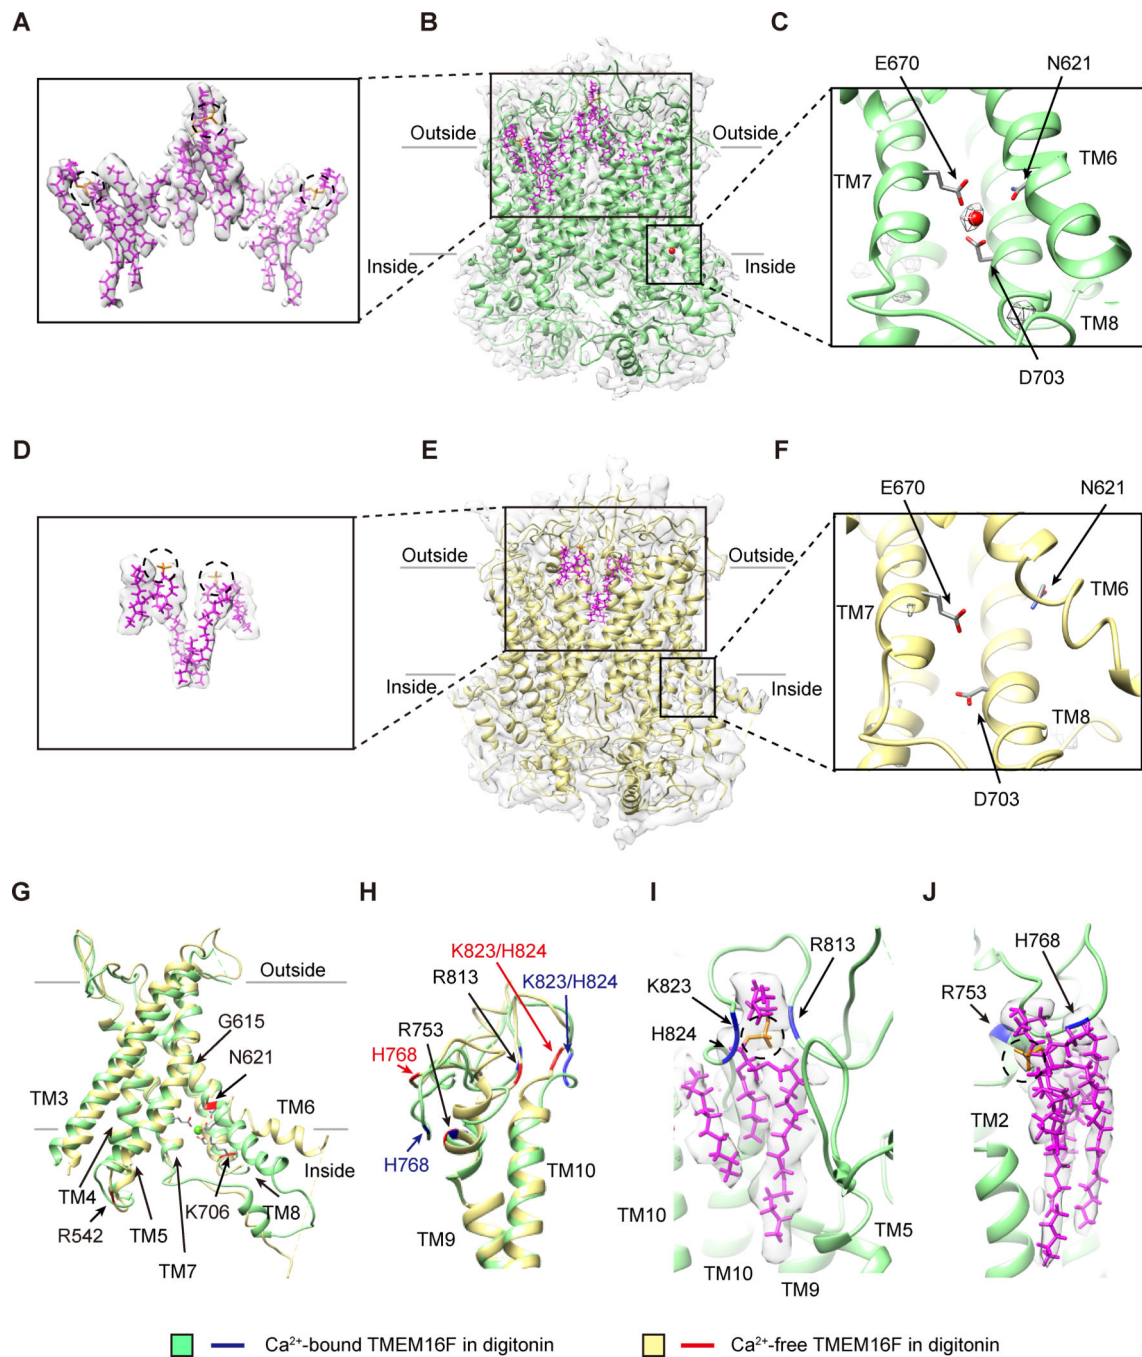 A
B
C
Outside
Outside
Inside
Inside
E670
N621
TM7
TM6
TM8
D703
D
E
F
Outside
Outside
Inside
Inside
E670
N621
TM7
TM6
TM8
D703
G
H
I
J
Outside
G615
N621
TM3
TM6
Inside
TM4
R542
TM5
K706
TM8
TM7
K823/H824
R813
K823/H824
R753
H768
H768
TM10
TM9
R813
K823
H824
TM10
TM5
TM10
TM9
H768
R753
TM2
Ca²⁺-bound TMEM16F in digitonin
Ca²⁺-free TMEM16F in digitonin